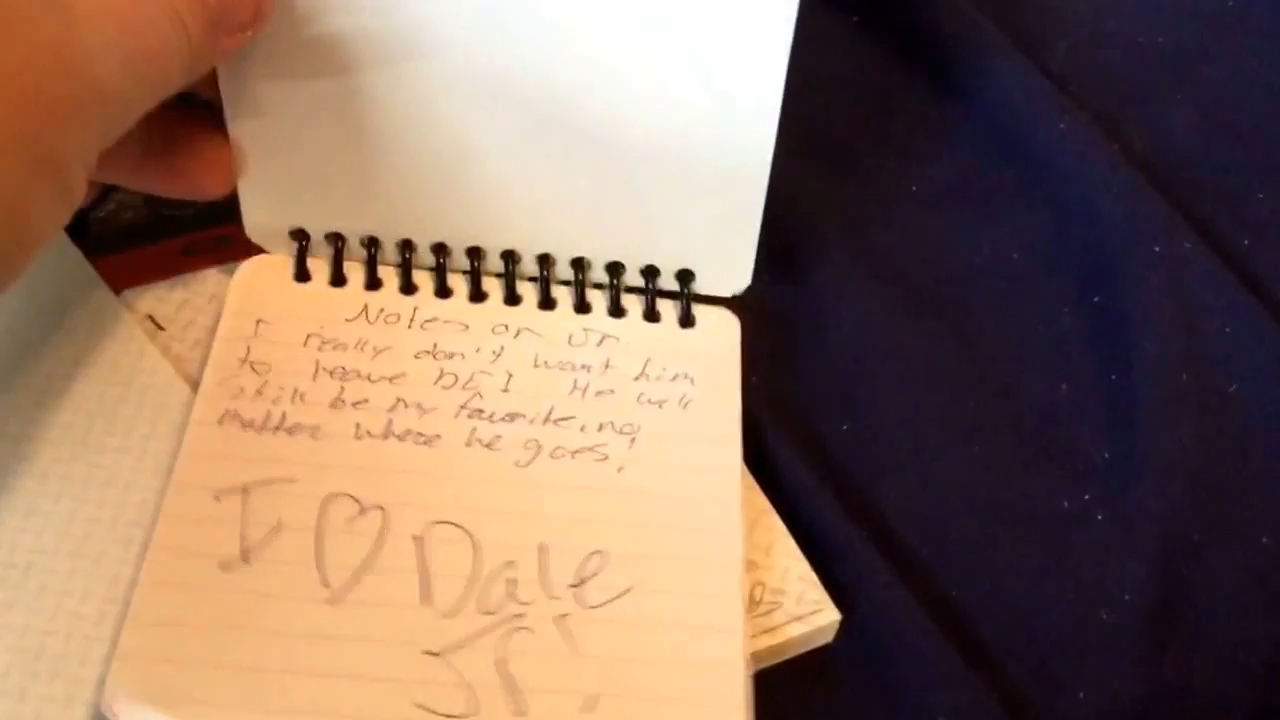 Notes on Jr.
I really don't want him
to leave DEI He will
still be my favorite, no
matter where he goes!
I ♡ Dale
Jr!